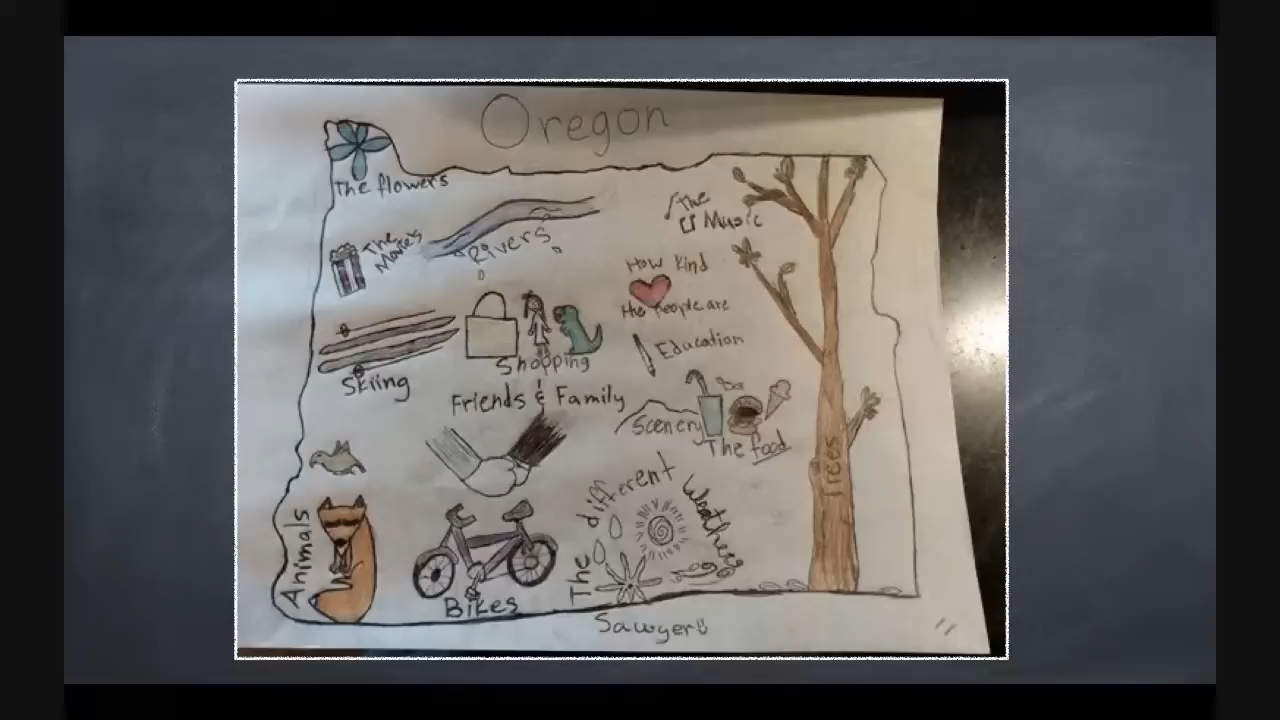 Oregon
The flowers
The Movies
Rivers
The Music
How kind
the people are
Education
Shopping
Skiing
Friends & Family
Scenery
The food
Trees
The different Weathers
Animals
Bikes
Sawyer